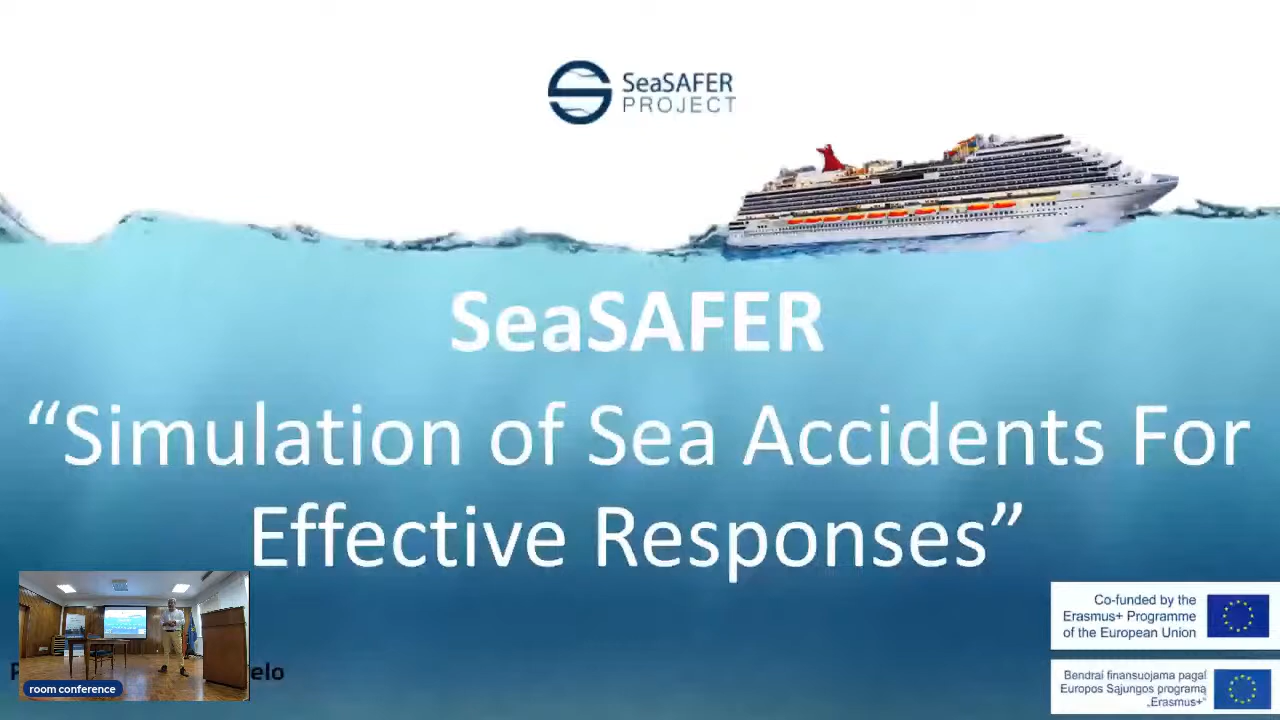 SeaSAFER
PROJECT
SeaSAFER
“Simulation of Sea Accidents For
Effective Responses”
Co-funded by the
Erasmus+ Programme
of the European Union
Bendrai finansuojama pagal
Europos Sąjungos programą
„Erasmus+“
room conference